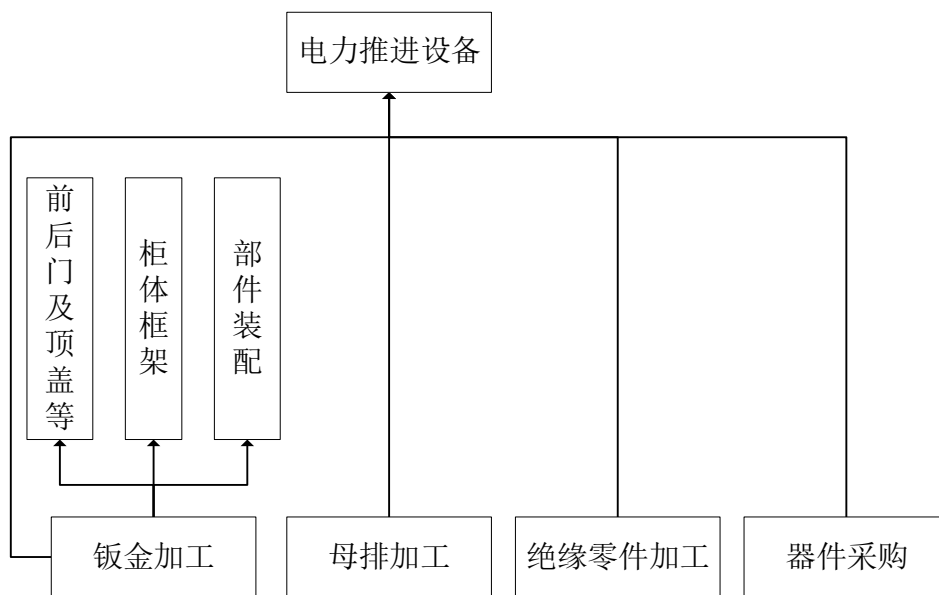 电力推进设备
前后门及顶盖等
柜体框架
部件装配
钣金加工
母排加工
绝缘零件加工
器件采购